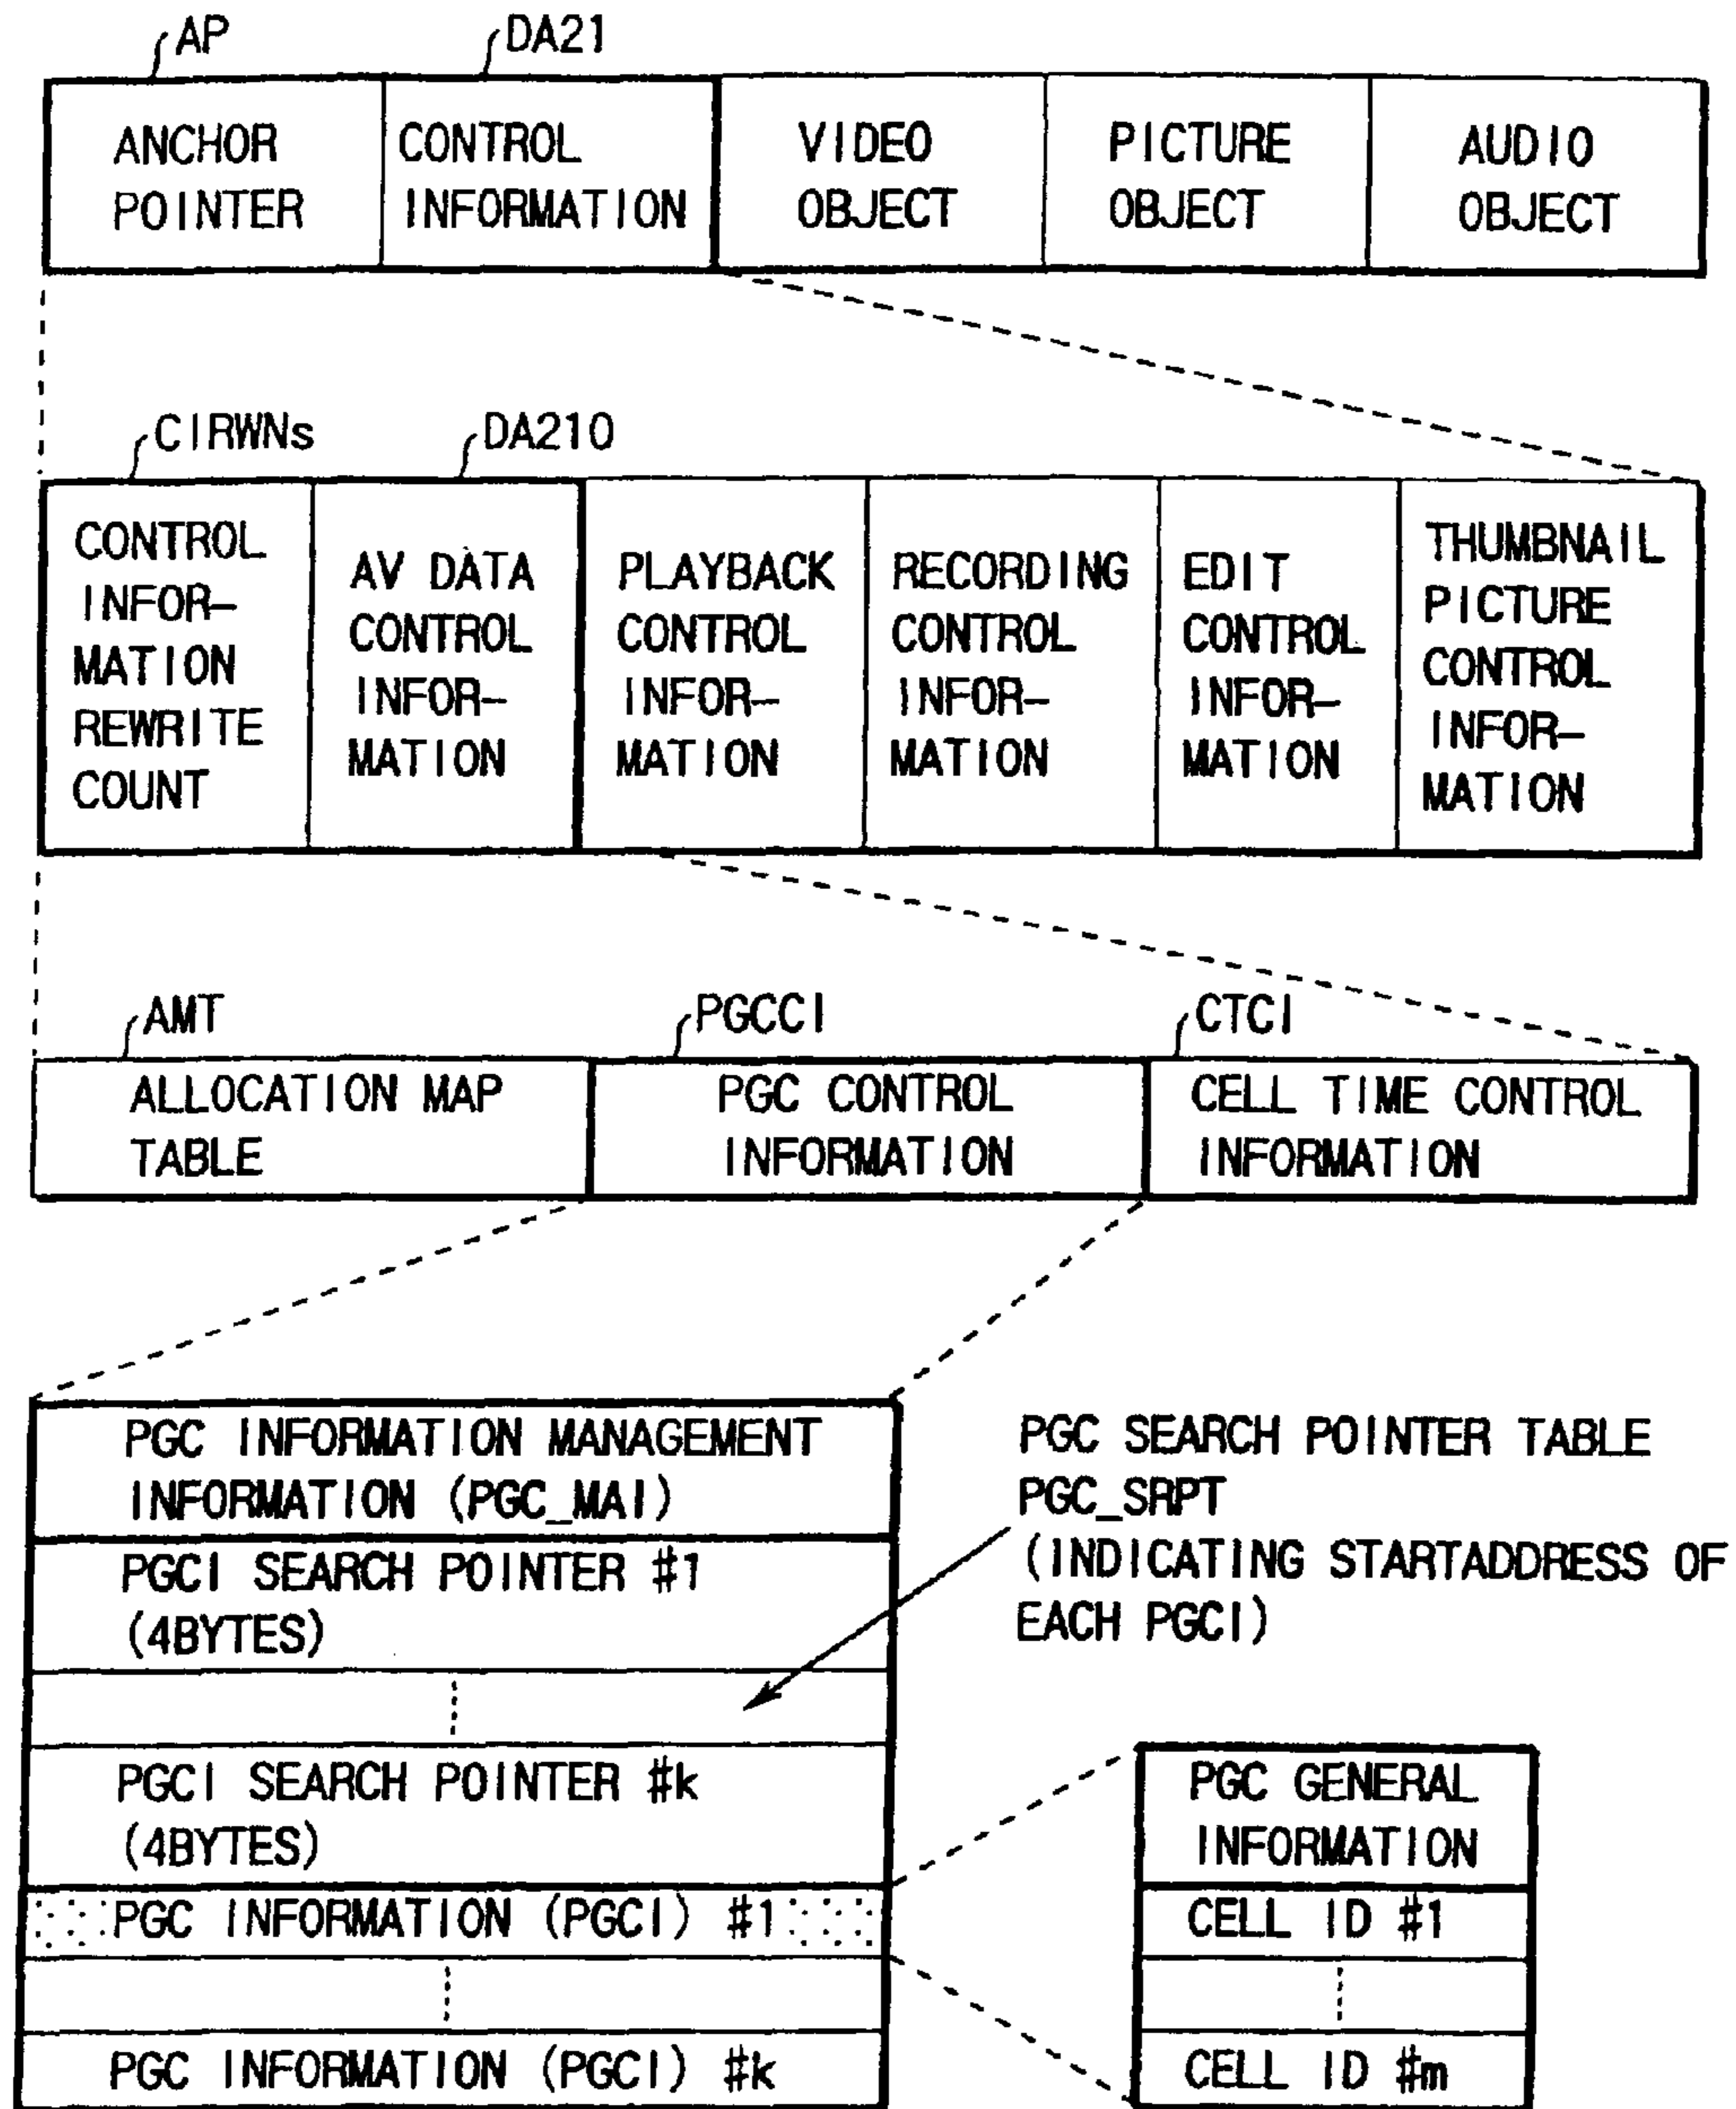 AP
DA21
ANCHOR
POINTER
CONTROL
INFORMATION
VIDEO
OBJECT
PICTURE
OBJECT
AUDIO
OBJECT
CIRWNs
DA210
CONTROL
INFOR-
MATION
REWRITE
COUNT
AV DATA
CONTROL
INFOR-
MATION
PLAYBACK
CONTROL
INFOR-
MATION
RECORDING
CONTROL
INFOR-
MATION
EDIT
CONTROL
INFOR-
MATION
THUMBNAIL
PICTURE
CONTROL
INFOR-
MATION
AMT
PGCCI
CTCI
ALLOCATION MAP
TABLE
PGC CONTROL
INFORMATION
CELL TIME CONTROL
INFORMATION
PGC INFORMATION MANAGEMENT
INFORMATION (PGC_MAI)
PGCI SEARCH POINTER #1
(4BYTES)
PGCI SEARCH POINTER #k
(4BYTES)
PGC INFORMATION (PGCI) #1
PGC INFORMATION (PGCI) #k
PGC SEARCH POINTER TABLE
PGC_SRPT
(INDICATING STARTADDRESS OF
EACH PGCI)
PGC GENERAL
INFORMATION
CELL ID #1
CELL ID #m